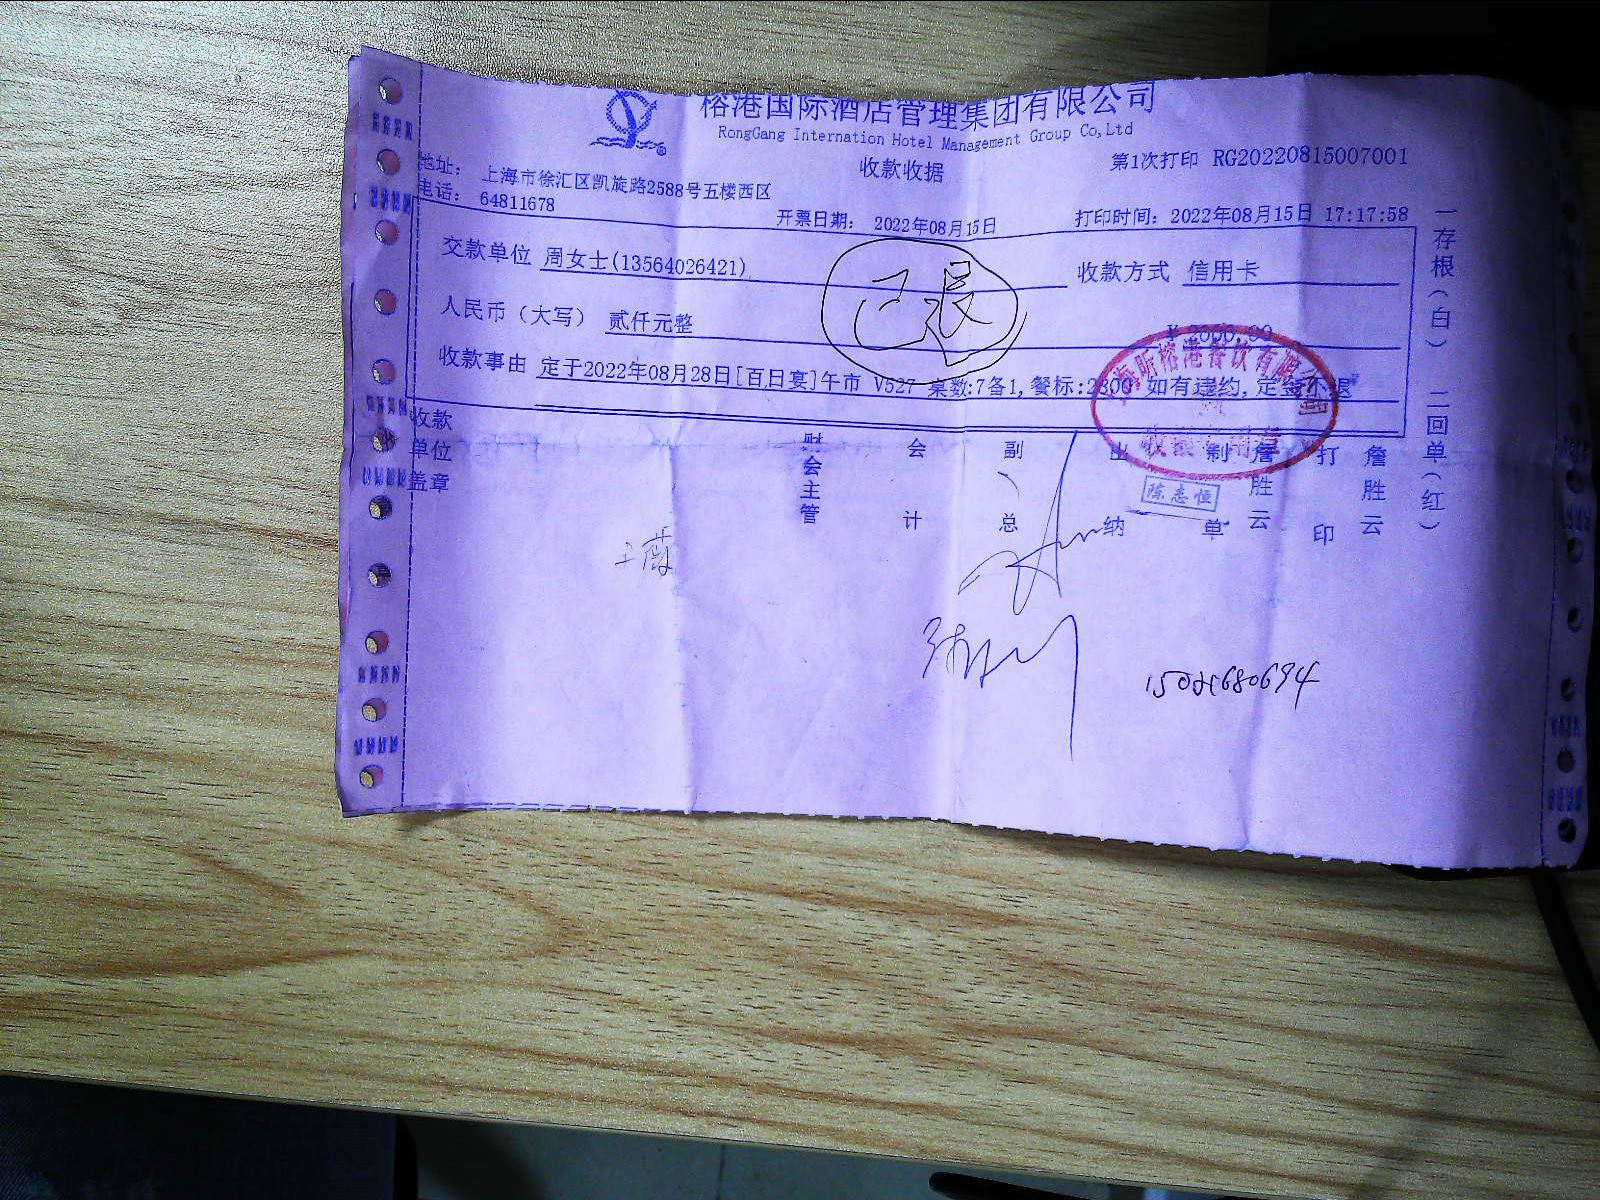 榕港国际酒店管理集团有限公司
RongGang Internation Hotel Management Group Co,Ltd
收款收据
第1次打印 RG20220815007001
地址： 上海市徐汇区凯旋路2588号五楼西区
电话： 64811678
开票日期： 2022年08月15日
打印时间：2022年08月15日 17:17:58
交款单位 周女士(13564026421)
收款方式 信用卡
人民币（大写） 贰仟元整
收款事由 定于2022年08月28日[百日宴]午市 V527 桌数:7备1,餐标:2800 如有违约,定金不退
收款单位盖章
财会主管
会计
副总
出纳
制单 詹胜云
打印 詹胜云
陈志恒
收款专用章
一存根(白) 二回单(红)